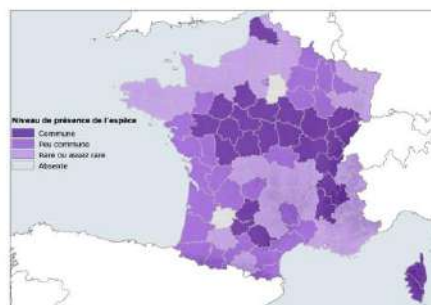 Niveau de présence de l'espèce
Commune
Peu commune
Rare ou assez rare
Absente